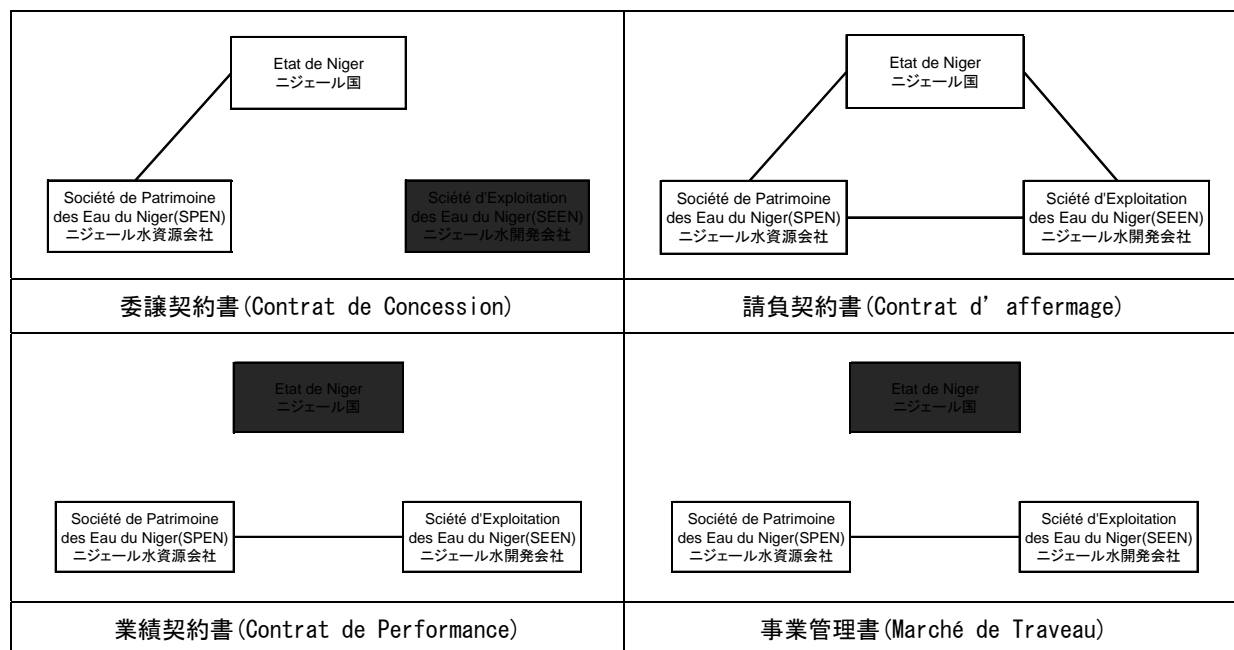 Etat de Niger
ニジェール国
Société de Patrimoine
des Eau du Niger(SPEN)
ニジェール水資源会社
Sciété d'Exploitation
des Eau du Niger(SEEN)
ニジェール水開発会社
委譲契約書(Contrat de Concession)
Etat de Niger
ニジェール国
Société de Patrimoine
des Eau du Niger(SPEN)
ニジェール水資源会社
Sciété d'Exploitation
des Eau du Niger(SEEN)
ニジェール水開発会社
請負契約書(Contrat d’ affermage)
Etat de Niger
ニジェール国
Société de Patrimoine
des Eau du Niger(SPEN)
ニジェール水資源会社
Sciété d'Exploitation
des Eau du Niger(SEEN)
ニジェール水開発会社
業績契約書(Contrat de Performance)
Etat de Niger
ニジェール国
Société de Patrimoine
des Eau du Niger(SPEN)
ニジェール水資源会社
Sciété d'Exploitation
des Eau du Niger(SEEN)
ニジェール水開発会社
事業管理書(Marché de Traveau)